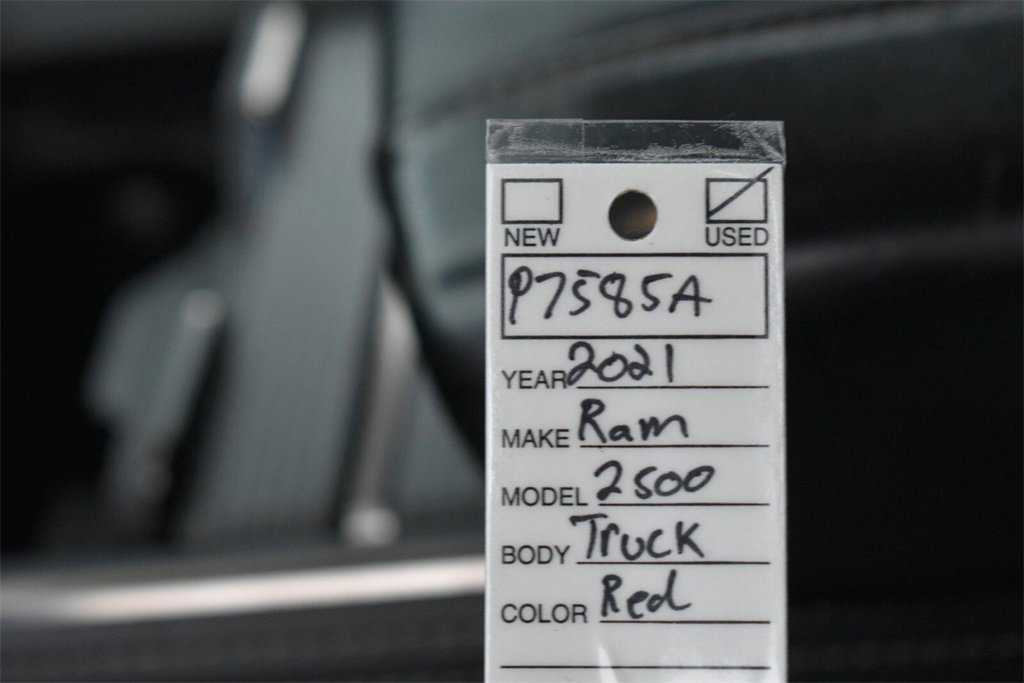 NEW USED
P7585A
YEAR 2021
MAKE Ram
MODEL 2500
BODY Truck
COLOR Red